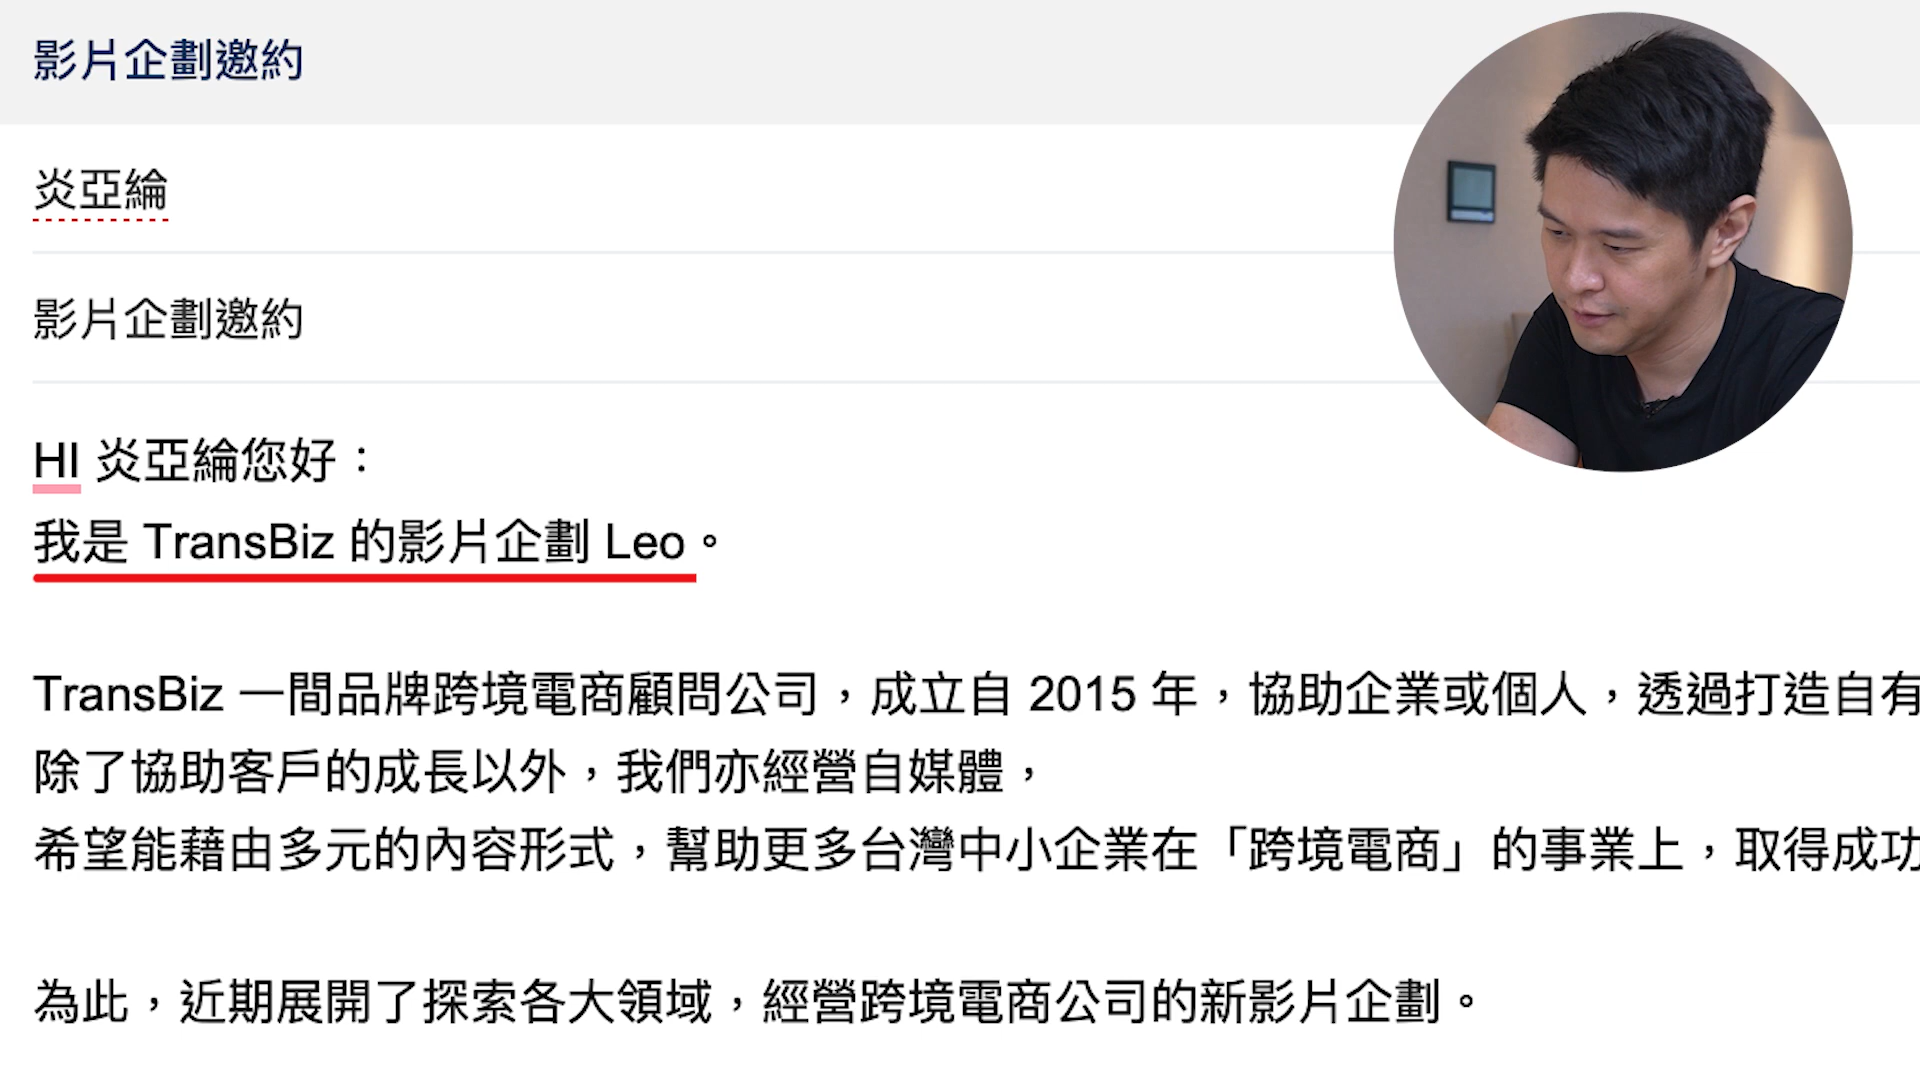 影片企劃邀約
炎亞綸
影片企劃邀約
HI 炎亞綸您好：
我是 TransBiz 的影片企劃 Leo。
TransBiz 一間品牌跨境電商顧問公司，成立自 2015 年，協助企業或個人，透過打造自有
除了協助客戶的成長以外，我們亦經營自媒體，
希望能藉由多元的內容形式，幫助更多台灣中小企業在「跨境電商」的事業上，取得成功
為此，近期展開了探索各大領域，經營跨境電商公司的新影片企劃。